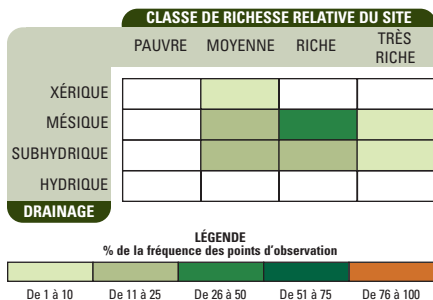 CLASSE DE RICHESSE RELATIVE DU SITE
PAUVRE MOYENNE RICHE TRÈS RICHE
XÉRIQUE
MÉSIQUE
SUBHYDRIQUE
HYDRIQUE
DRAINAGE
LÉGENDE
% de la fréquence des points d'observation
De 1 à 10 De 11 à 25 De 26 à 50 De 51 à 75 De 76 à 100